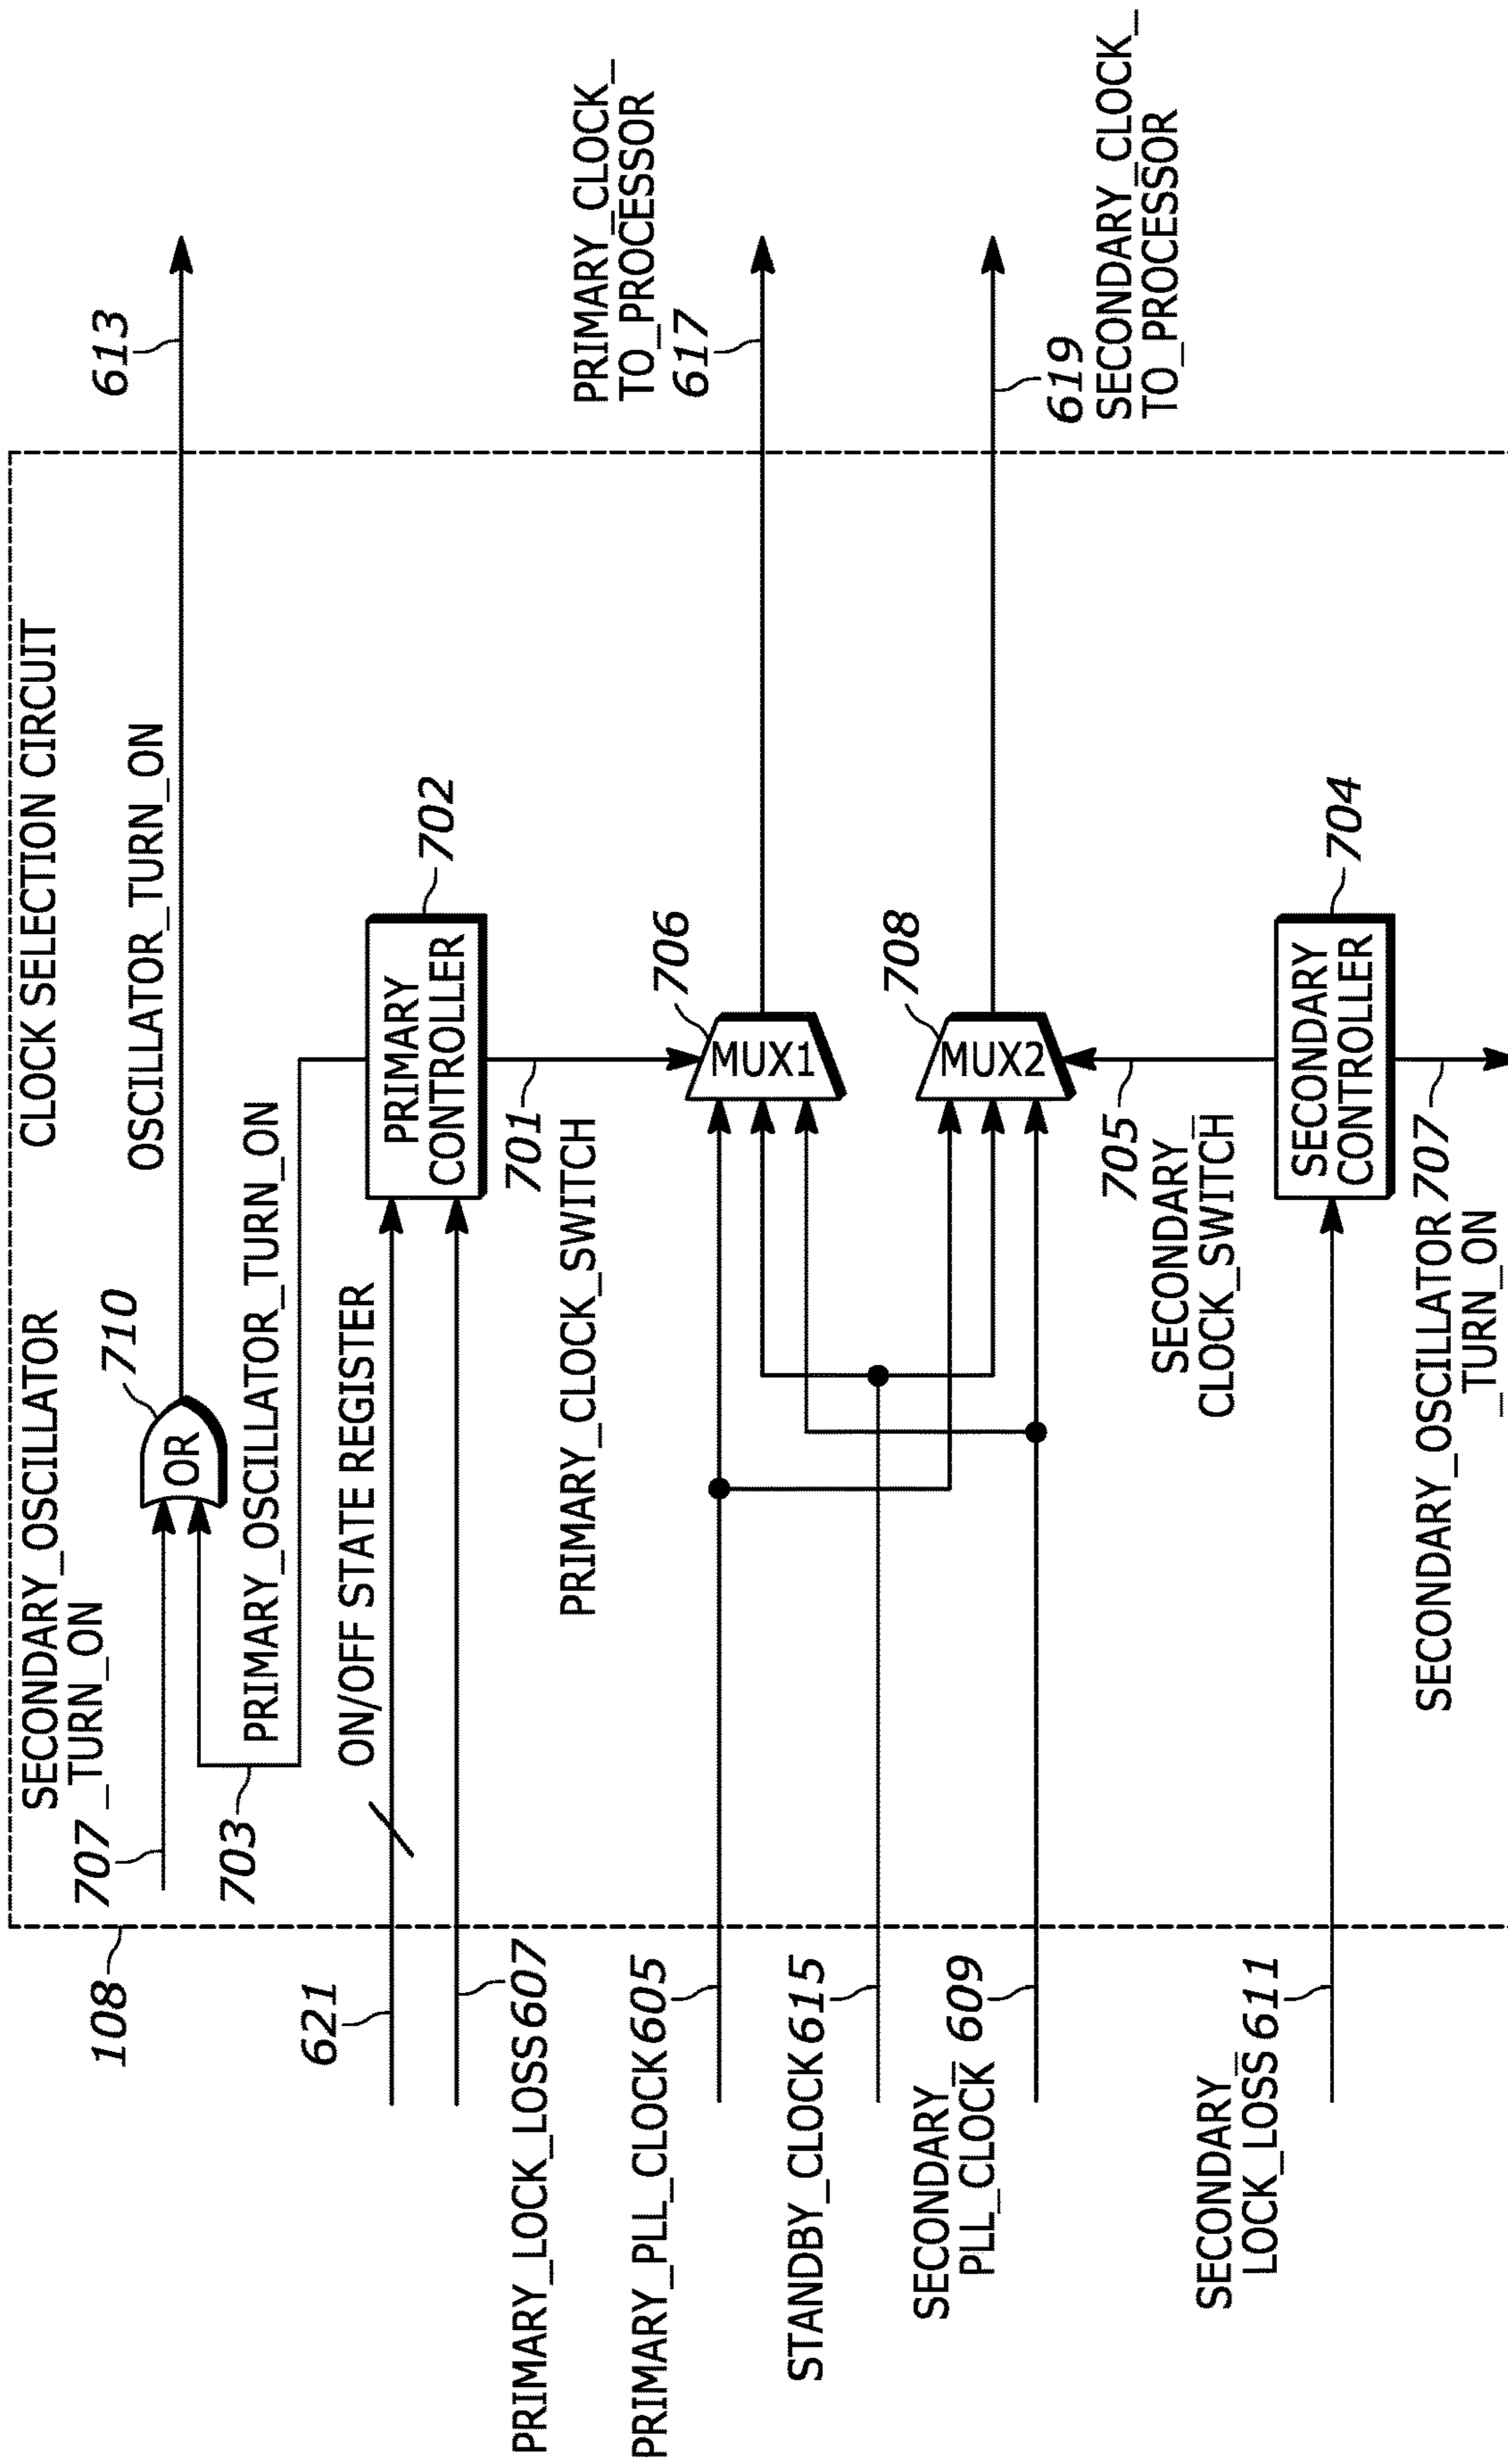 CLOCK SELECTION CIRCUIT
108
SECONDARY_OSCILLATOR
_TURN_ON
707
710
OR
OSCILLATOR_TURN_ON
613
703
PRIMARY_OSCILLATOR_TURN_ON
621
ON/OFF STATE REGISTER
PRIMARY
CONTROLLER
702
PRIMARY_LOCK_LOSS 607
701
PRIMARY_CLOCK_SWITCH
PRIMARY_CLOCK_
TO_PROCESSOR
617
PRIMARY_PLL_CLOCK 605
706
MUX1
STANDBY_CLOCK 615
708
MUX2
SECONDARY_
PLL_CLOCK 609
619
SECONDARY_CLOCK_
TO_PROCESSOR
705
SECONDARY_
CLOCK_SWITCH
SECONDARY_
LOCK_LOSS 611
SECONDARY
CONTROLLER
704
SECONDARY_OSCILLATOR 707
_TURN_ON